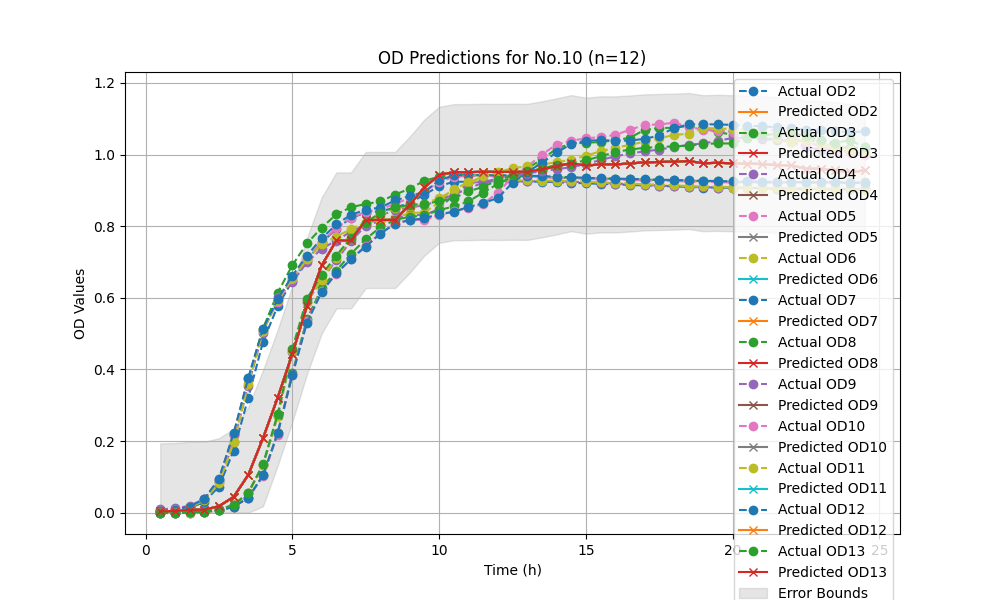 OD Predictions for No.10 (n=12)
1.2
1.0
0.8
0.6
0.4
0.2
0.0
OD Values
0
5
10
15
20
25
Time (h)
Actual OD2
Predicted OD2
Actual OD3
Predicted OD3
Actual OD4
Predicted OD4
Actual OD5
Predicted OD5
Actual OD6
Predicted OD6
Actual OD7
Predicted OD7
Actual OD8
Predicted OD8
Actual OD9
Predicted OD9
Actual OD10
Predicted OD10
Actual OD11
Predicted OD11
Actual OD12
Predicted OD12
Actual OD13
Predicted OD13
Error Bounds